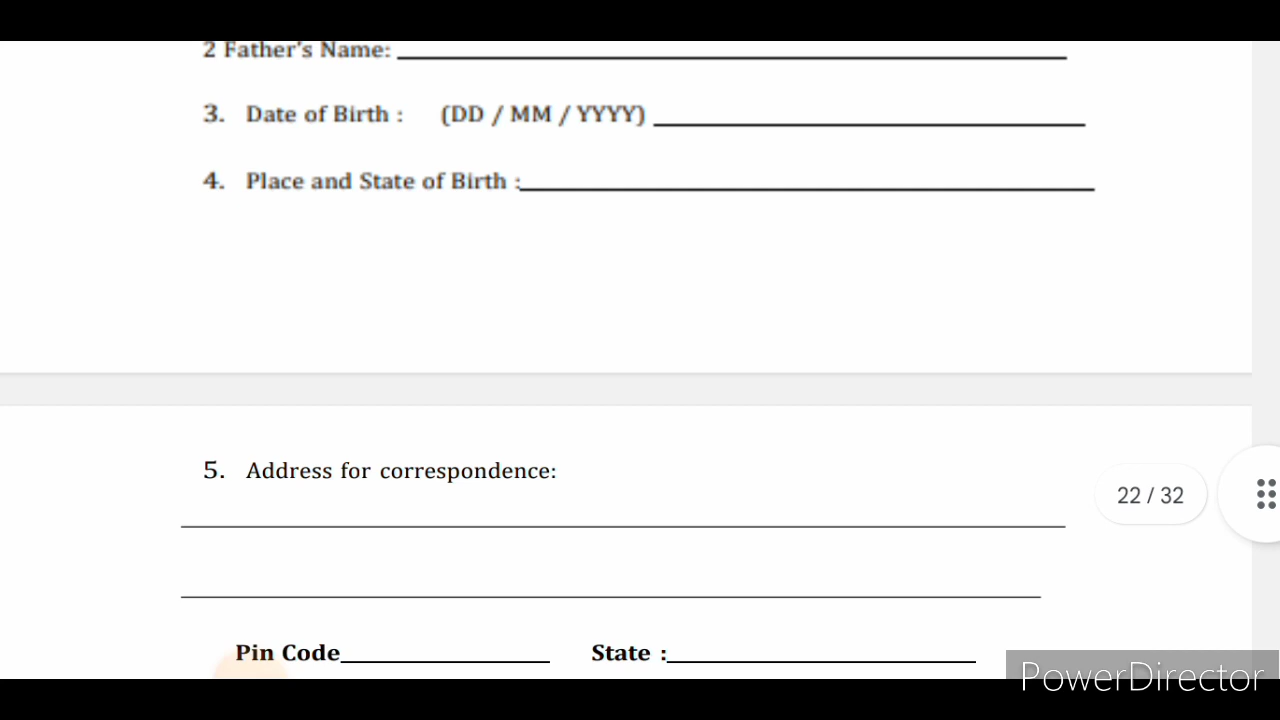 2 Father's Name:
3. Date of Birth : (DD / MM / YYYY)
4. Place and State of Birth :
5. Address for correspondence:
22 / 32
Pin Code State :
PowerDirector